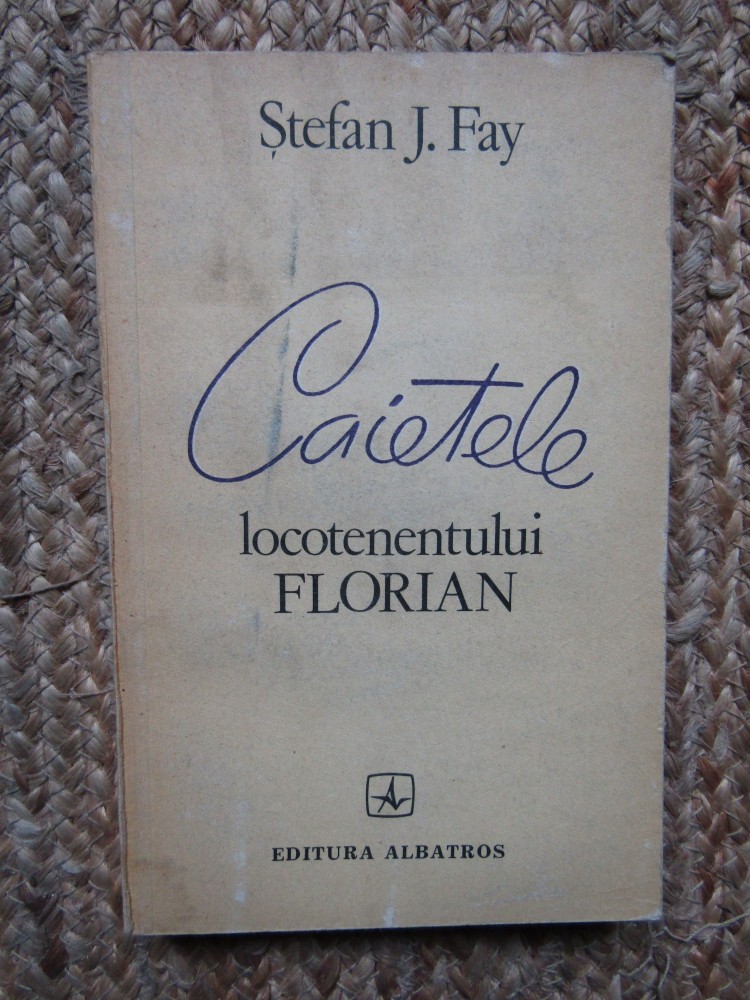 Ștefan J. Fay
Caietele
locotenentului
FLORIAN
EDITURA ALBATROS